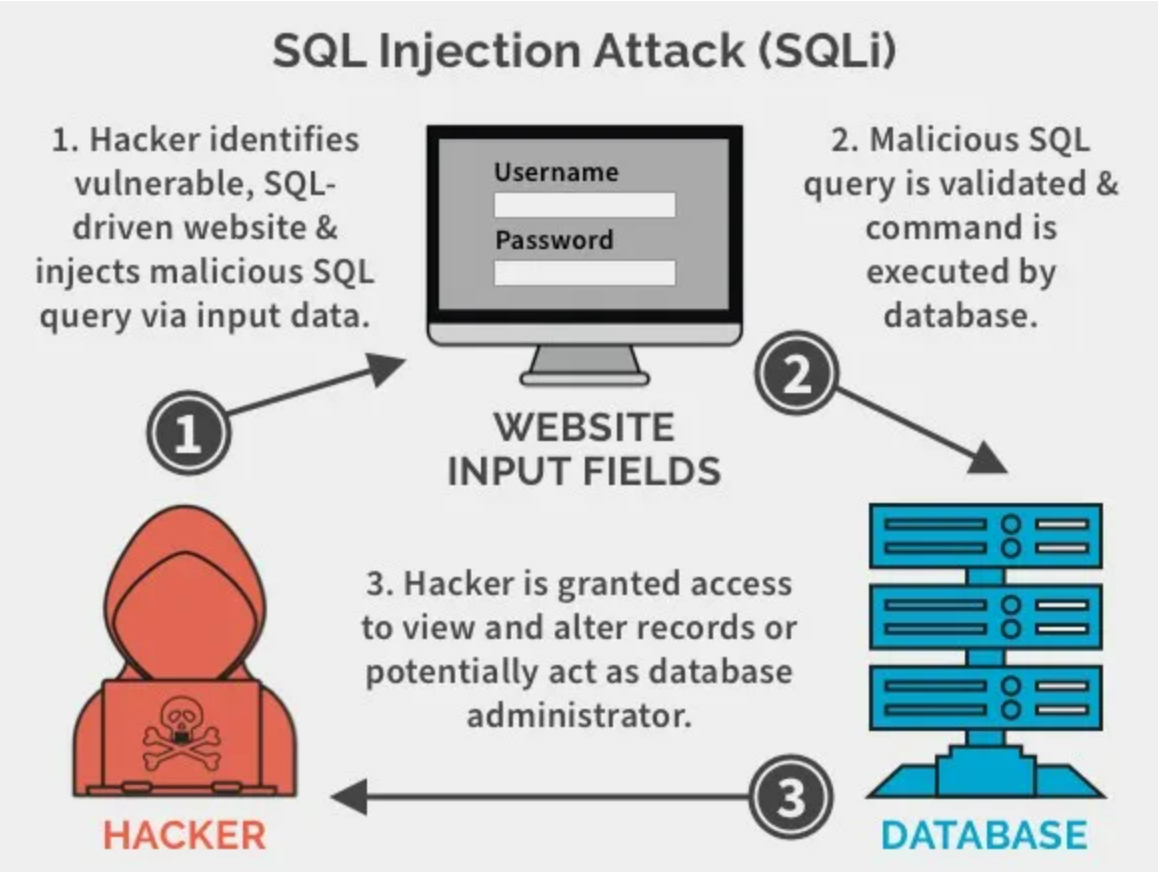 SQL Injection Attack (SQLi)
1. Hacker identifies
vulnerable, SQL-
driven website &
injects malicious SQL
query via input data.
Username
Password
2. Malicious SQL
query is validated &
command is
executed by
database.
1
2
WEBSITE
INPUT FIELDS
3. Hacker is granted access
to view and alter records or
potentially act as database
administrator.
3
HACKER
DATABASE